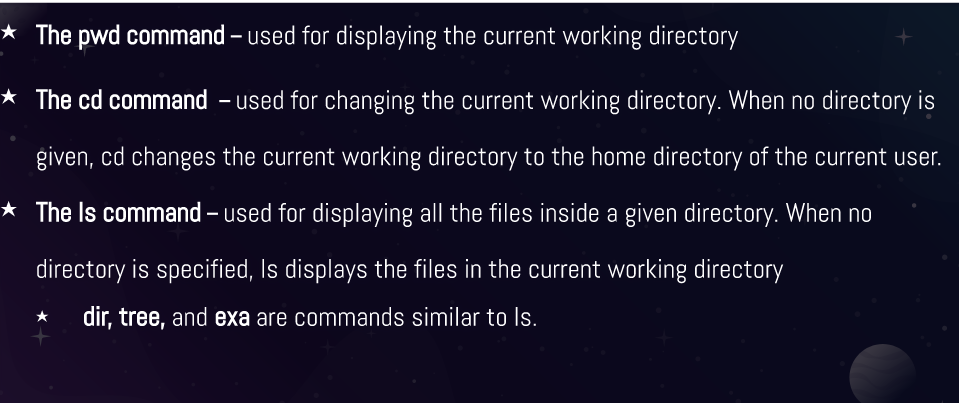 ★ The pwd command – used for displaying the current working directory
★ The cd command – used for changing the current working directory. When no directory is
given, cd changes the current working directory to the home directory of the current user.
★ The ls command – used for displaying all the files inside a given directory. When no
directory is specified, ls displays the files in the current working directory
★ dir, tree, and exa are commands similar to ls.